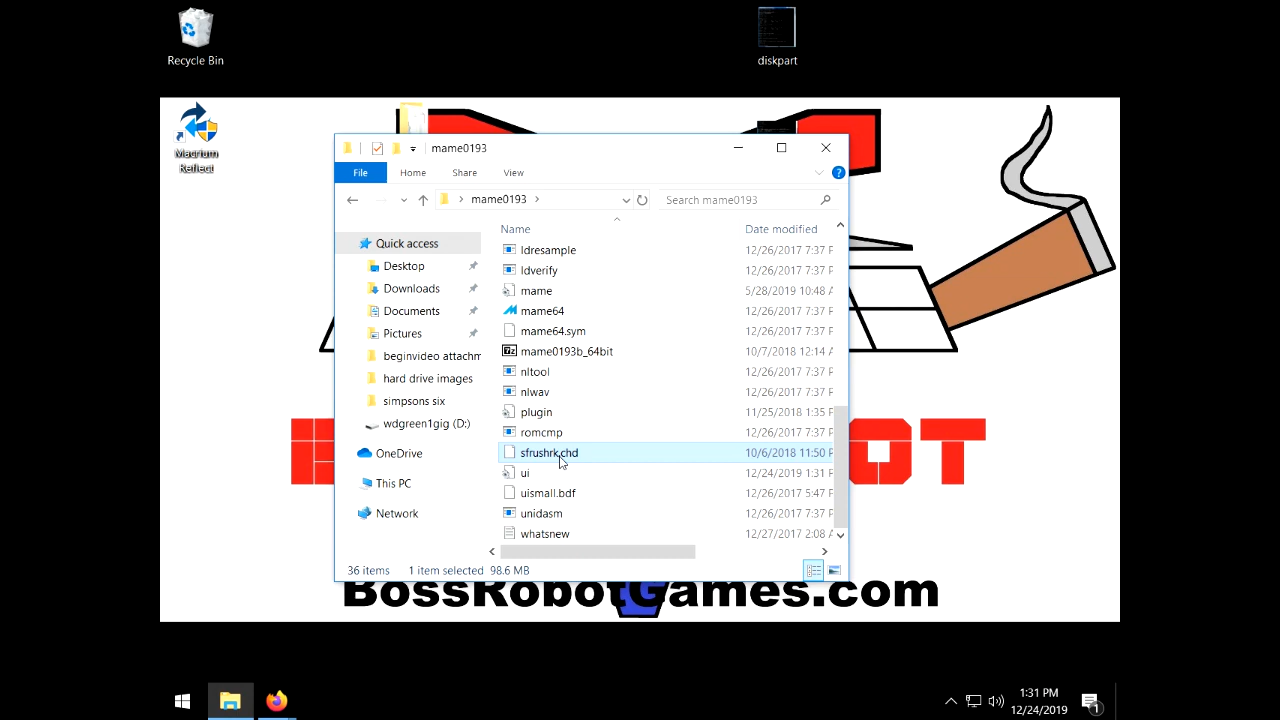 Recycle Bin
diskpart
Macrium
Reflect
mame0193
File Home Share View
mame0193
Search mame0193
Name Date modified
Quick access
Desktop
Downloads
Documents
Pictures
beginvideo attachm
hard drive images
simpsons six
wdgreen1gig (D:)
OneDrive
This PC
Network
ldresample 12/26/2017 7:37 P
ldverify 12/26/2017 7:37 P
mame 5/28/2019 10:48 A
mame64 12/26/2017 7:37 P
mame64.sym 12/26/2017 7:37 P
mame0193b_64bit 10/7/2018 12:14 A
nltool 12/26/2017 7:37 P
nlwav 12/26/2017 7:37 P
plugin 11/25/2018 1:35 P
romcmp 12/26/2017 7:37 P
sfrushrk.chd 10/6/2018 11:50 P
ui 12/24/2019 1:31 P
uismall.bdf 12/26/2017 5:47 P
unidasm 12/26/2017 7:37 P
whatsnew 12/27/2017 2:08 A
36 items 1 item selected 98.6 MB
BossRobotGames.com
1:31 PM
12/24/2019
1